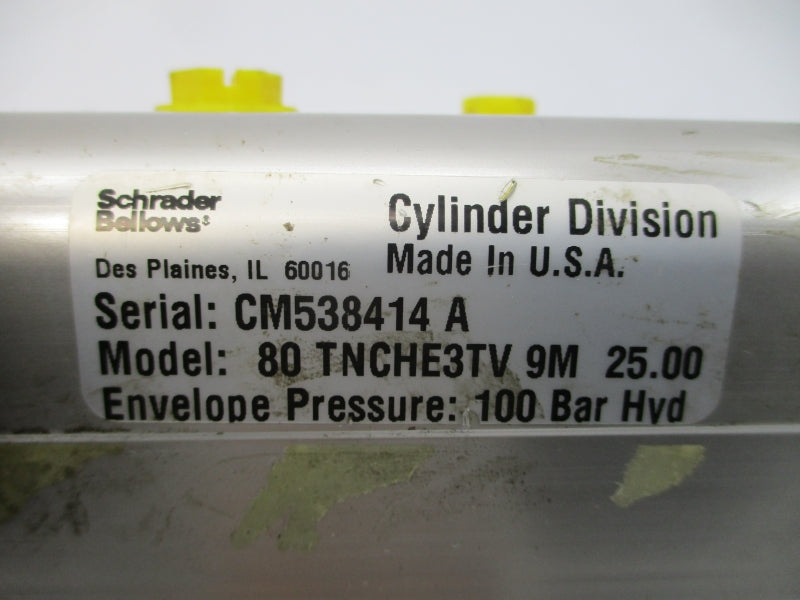 Schrader
Bellows®
Cylinder Division
Des Plaines, IL 60016
Made In U.S.A.
Serial: CM538414 A
Model: 80 TNCHE3TV 9M 25.00
Envelope Pressure: 100 Bar Hyd